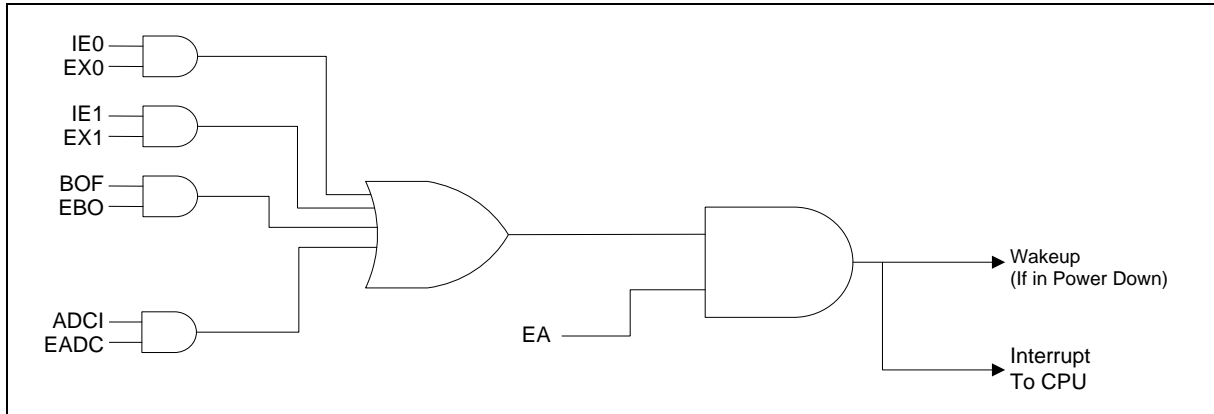 IE0
EX0
IE1
EX1
BOF
EBO
ADCI
EADC
EA
Wakeup
(If in Power Down)
Interrupt
To CPU